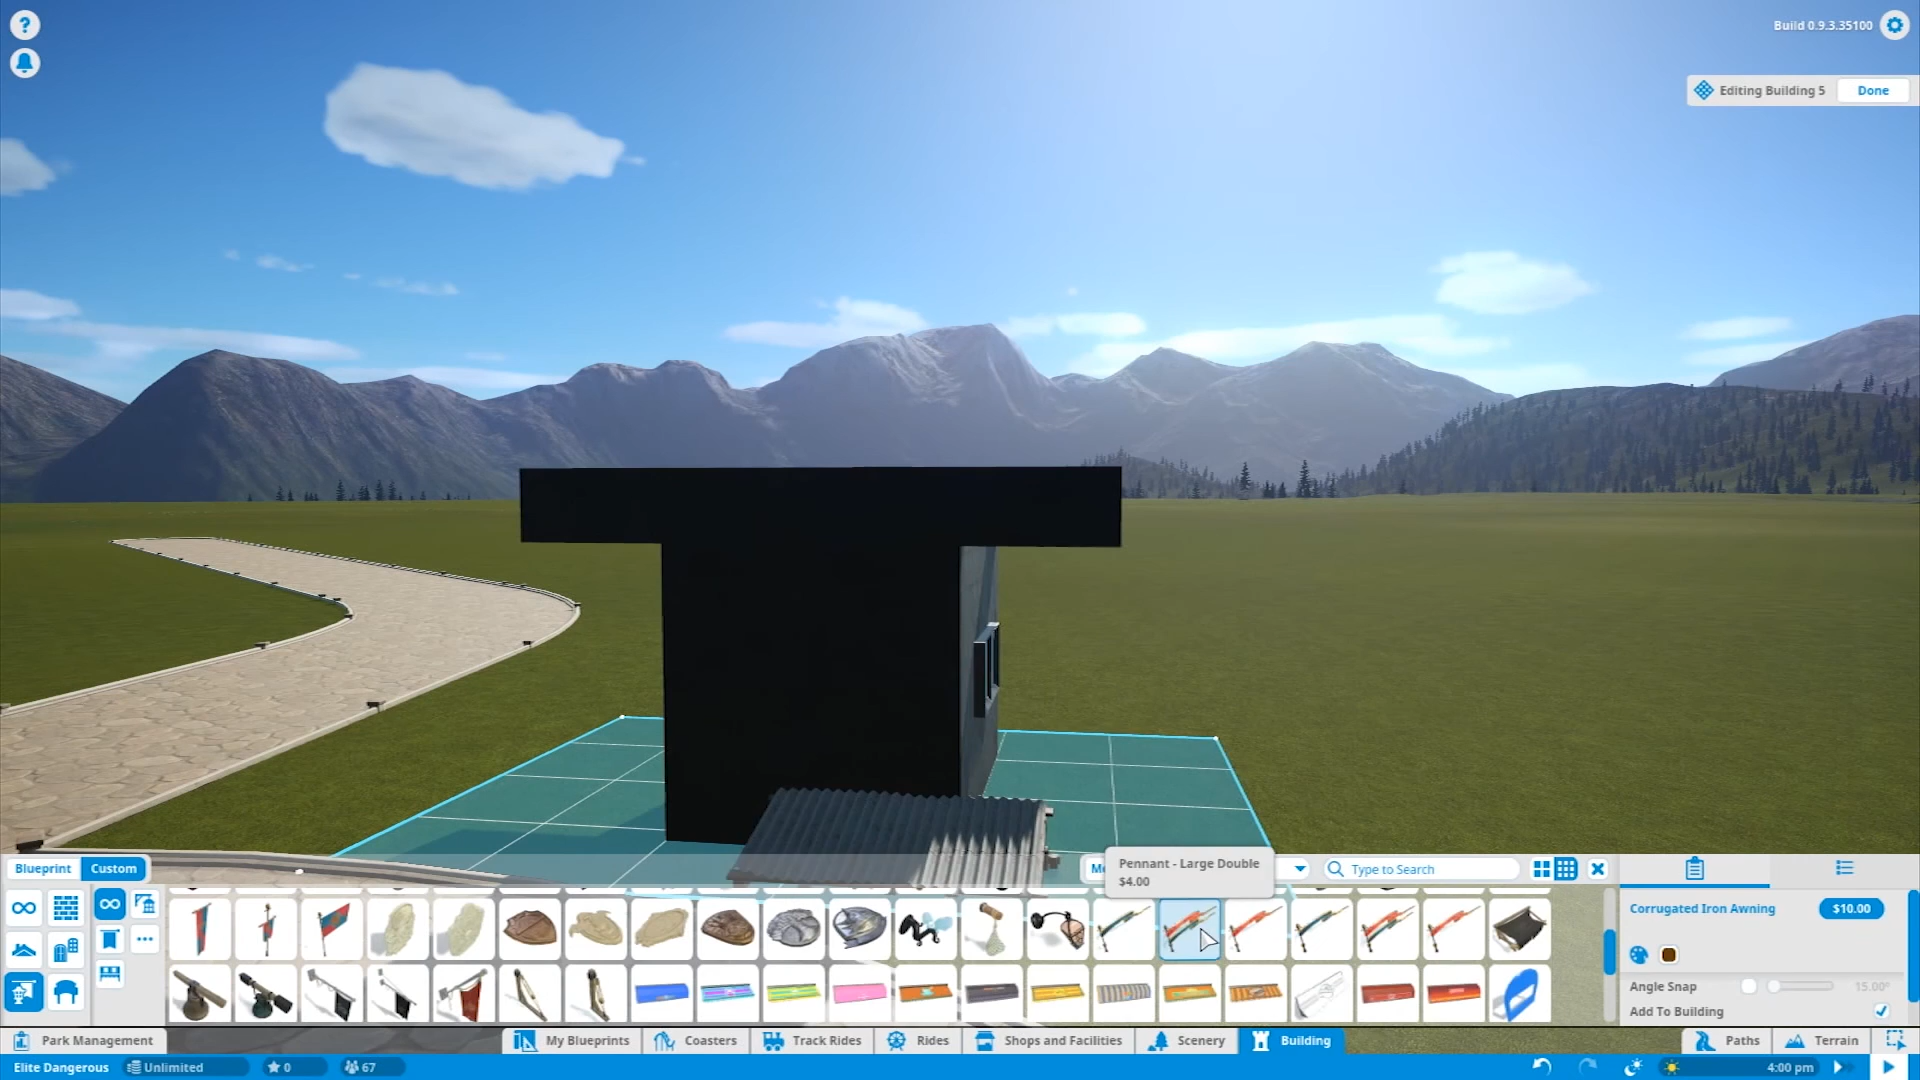 ?
Build 0.9.3.35100
Editing Building 5
Done
Blueprint
Custom
Pennant - Large Double
$4.00
Type to Search
Corrugated Iron Awning
$10.00
Angle Snap
15.00°
Add To Building
Park Management
My Blueprints
Coasters
Track Rides
Rides
Shops and Facilities
Scenery
Building
Paths
Terrain
Elite Dangerous
Unlimited
0
67
4:00 pm